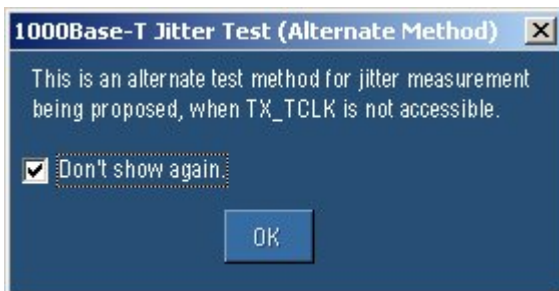 1000Base-T Jitter Test (Alternate Method)
This is an alternate test method for jitter measurement
being proposed, when TX_TCLK is not accessible.
Don't show again.
OK